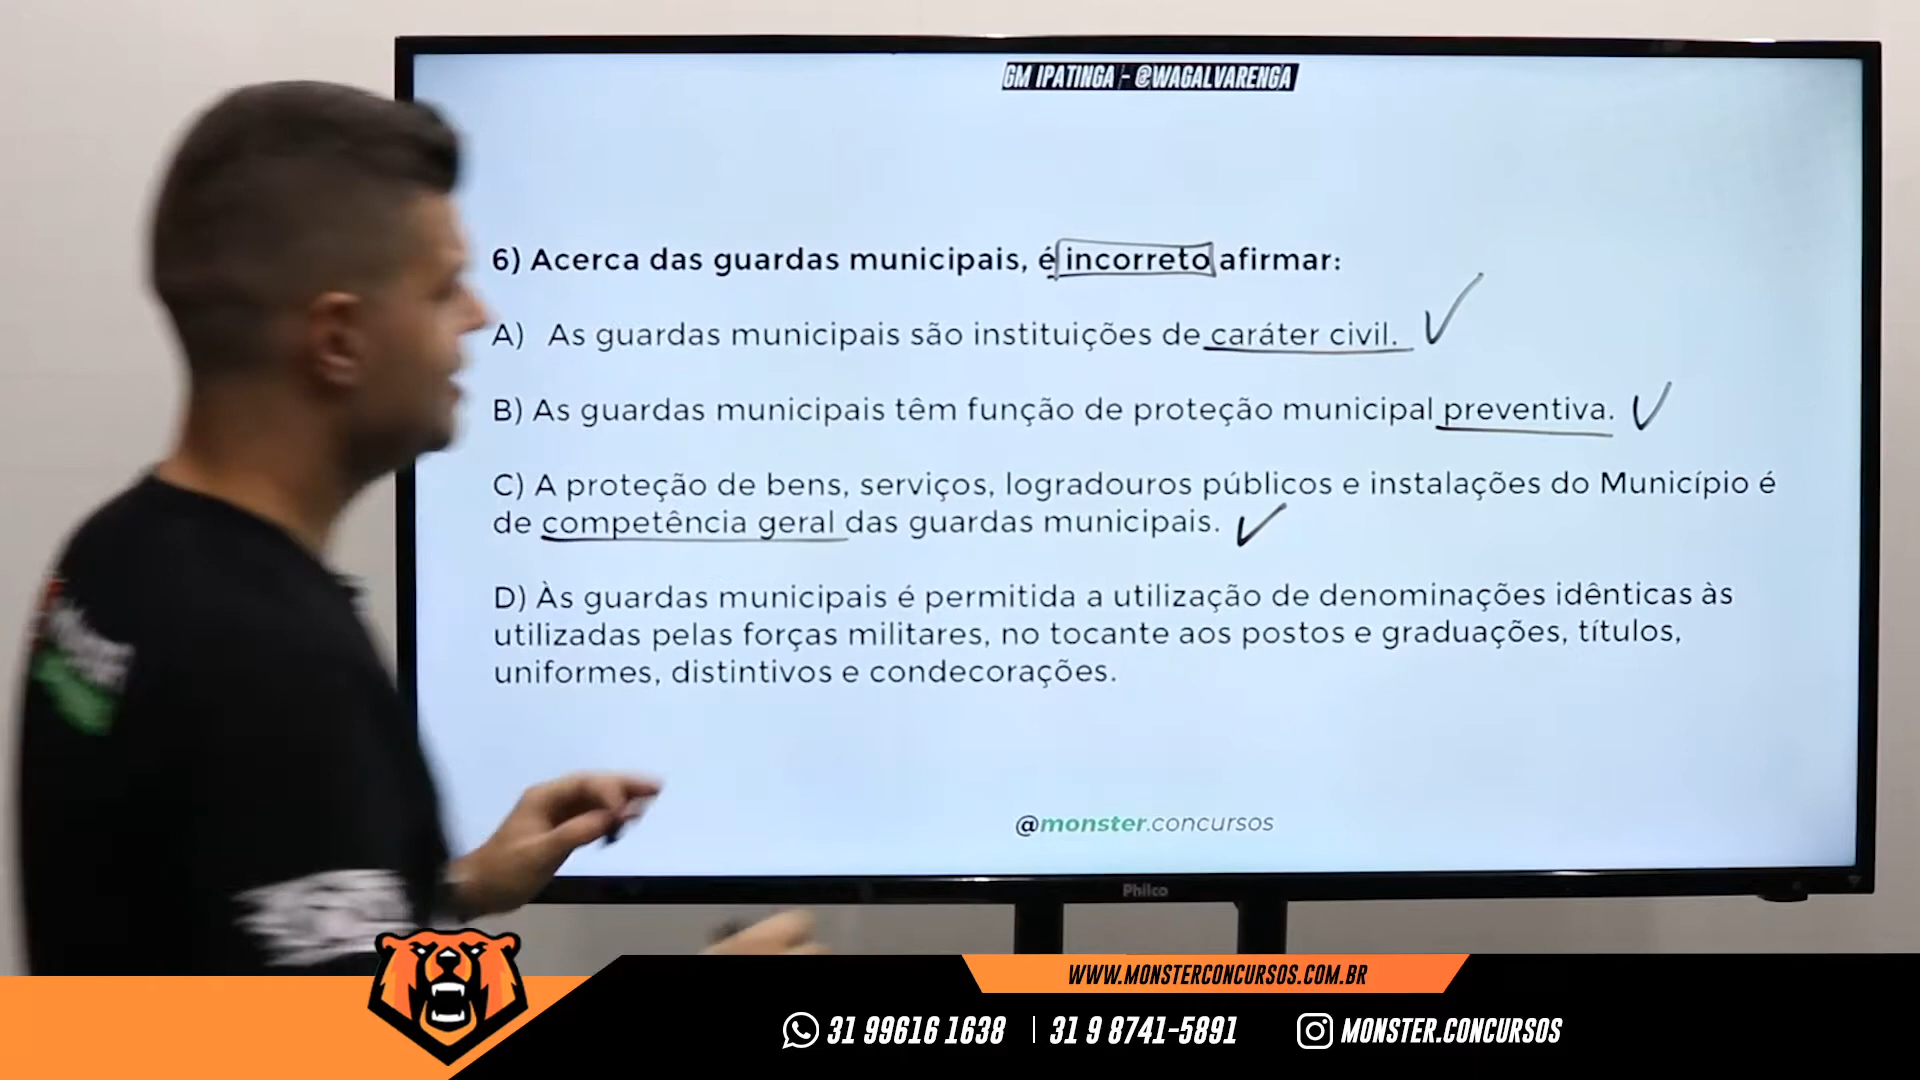 GM IPATINGA - @WAGALVARENGA
6) Acerca das guardas municipais, é incorreto afirmar:
A) As guardas municipais são instituições de caráter civil.
B) As guardas municipais têm função de proteção municipal preventiva.
C) A proteção de bens, serviços, logradouros públicos e instalações do Município é
de competência geral das guardas municipais.
D) Às guardas municipais é permitida a utilização de denominações idênticas às
utilizadas pelas forças militares, no tocante aos postos e graduações, títulos,
uniformes, distintivos e condecorações.
@monster.concursos
Philco
WWW.MONSTERCONCURSOS.COM.BR
31 99616 1638 | 31 9 8741-5891 MONSTER.CONCURSOS